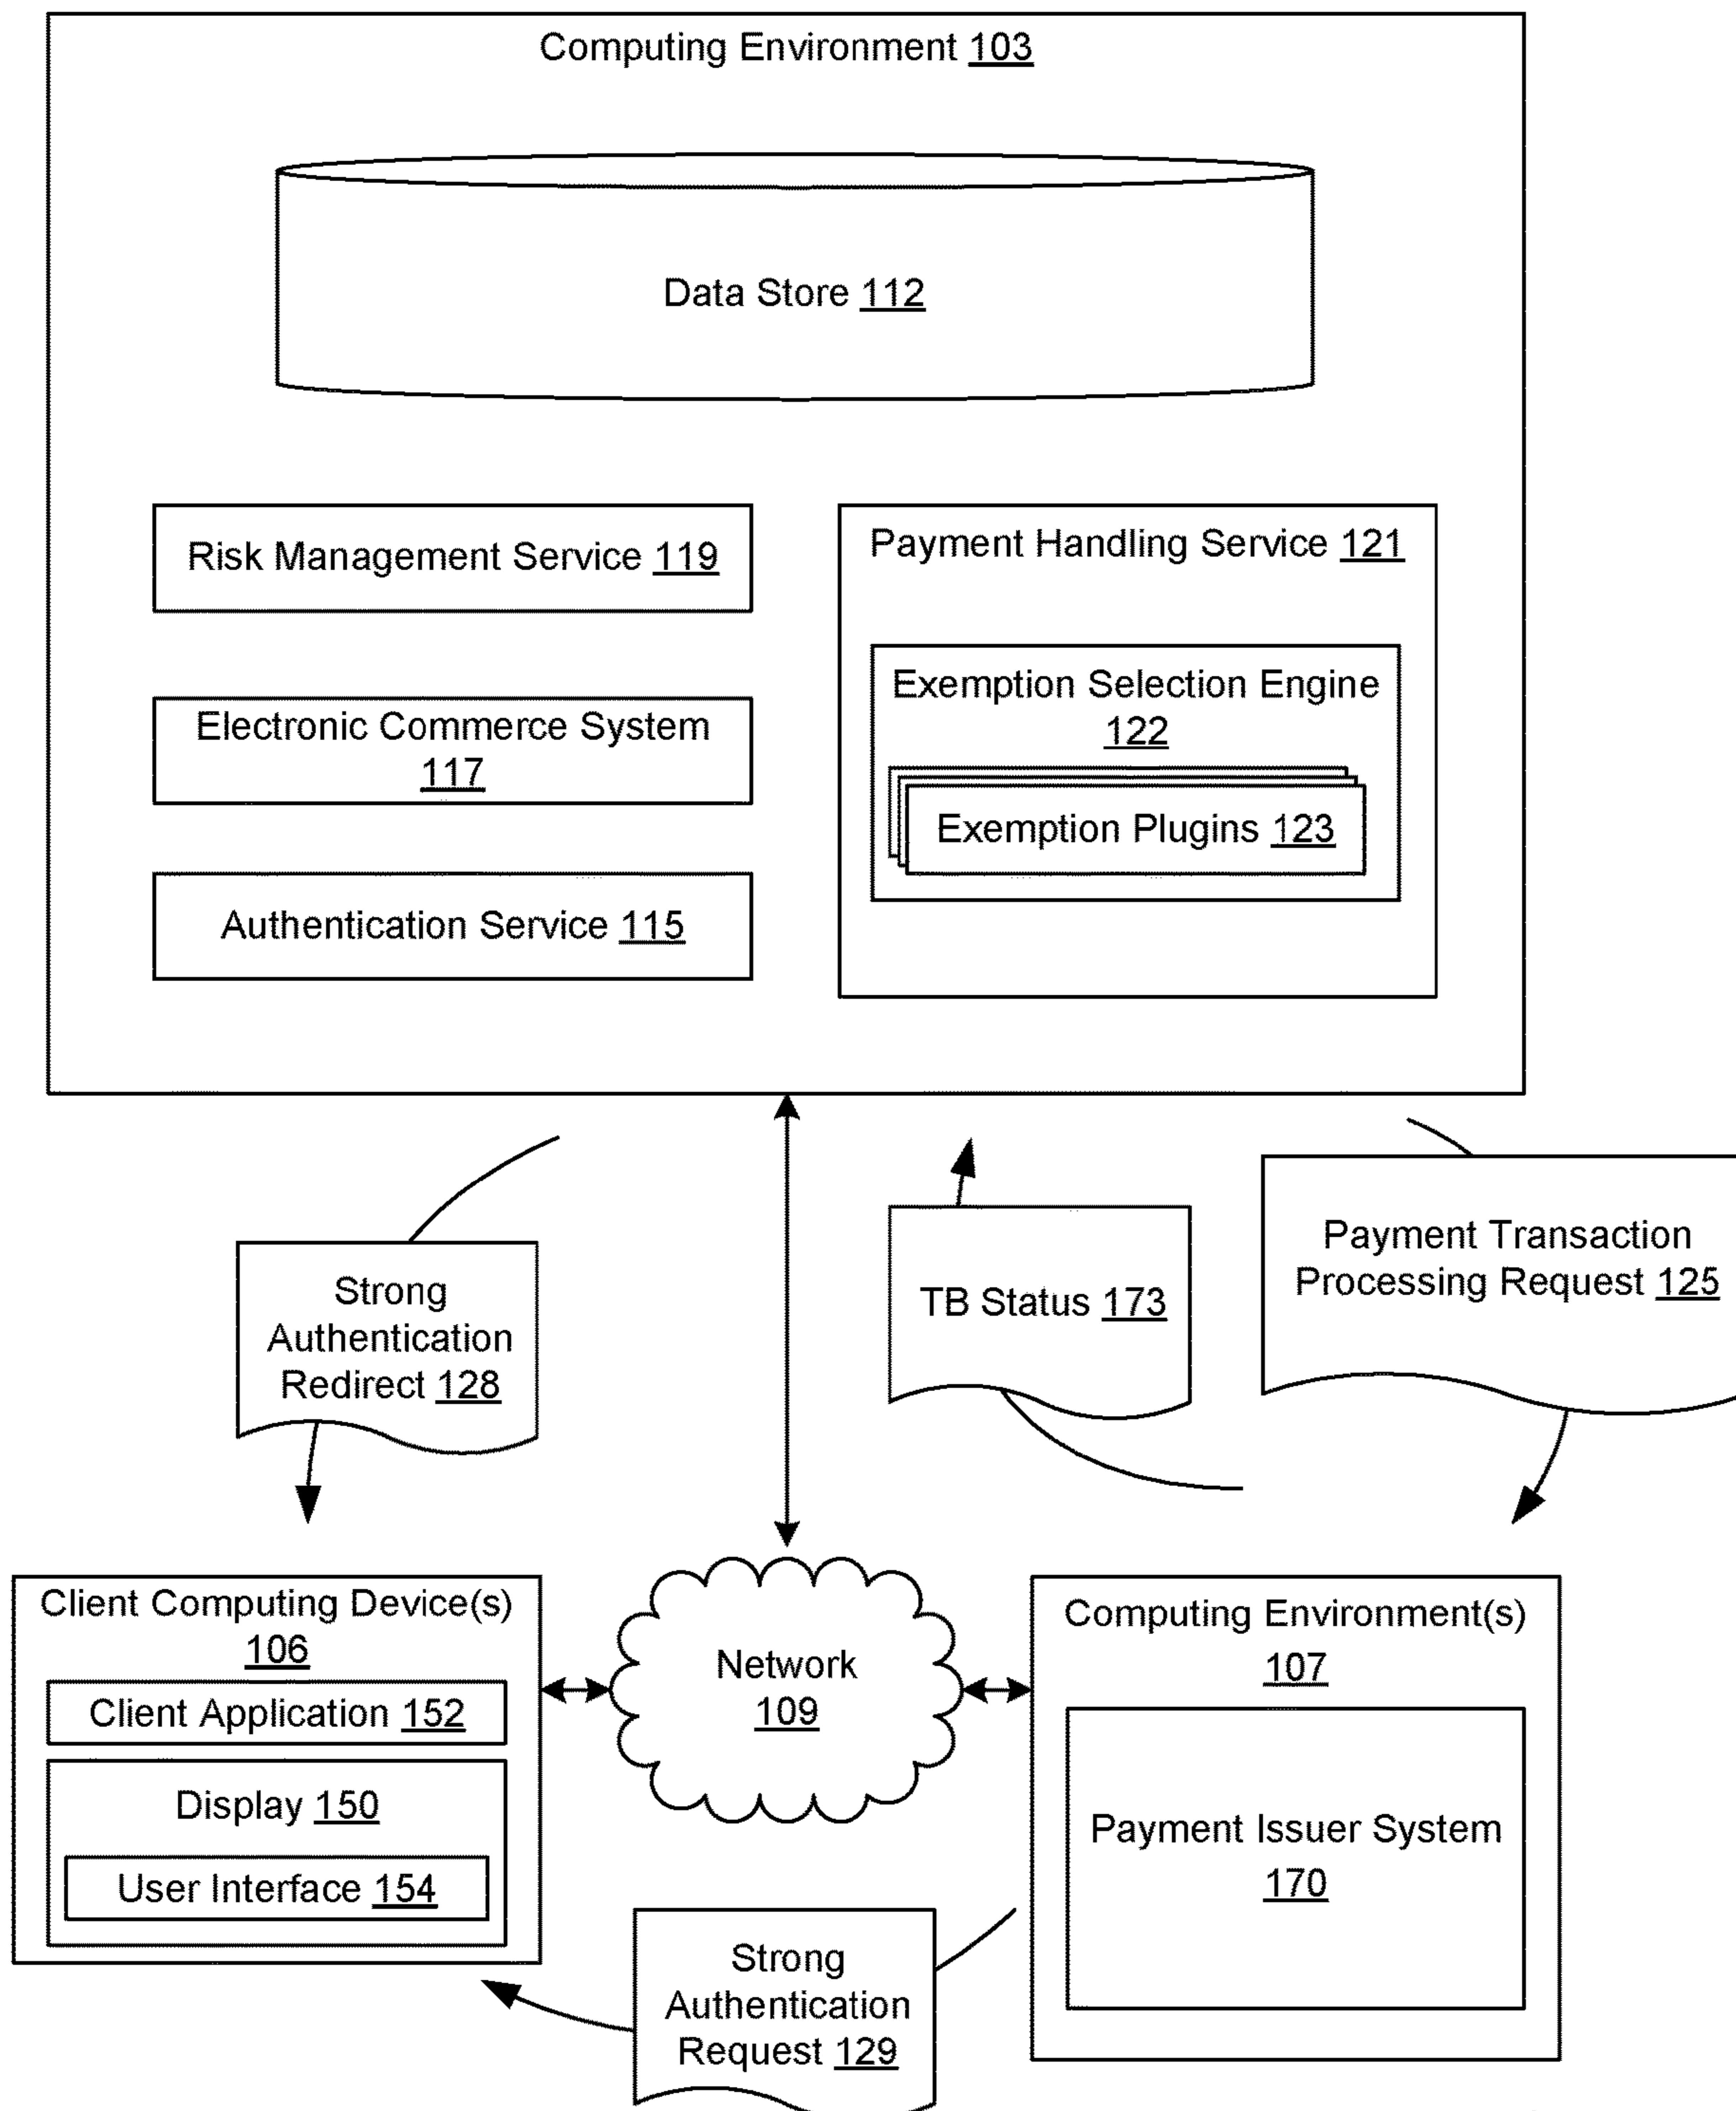 Computing Environment 103
Data Store 112
Risk Management Service 119
Electronic Commerce System
117
Authentication Service 115
Payment Handling Service 121
Exemption Selection Engine
122
Exemption Plugins 123
Strong
Authentication
Redirect 128
TB Status 173
Payment Transaction
Processing Request 125
Client Computing Device(s)
106
Client Application 152
Display 150
User Interface 154
Network
109
Computing Environment(s)
107
Payment Issuer System
170
Strong
Authentication
Request 129